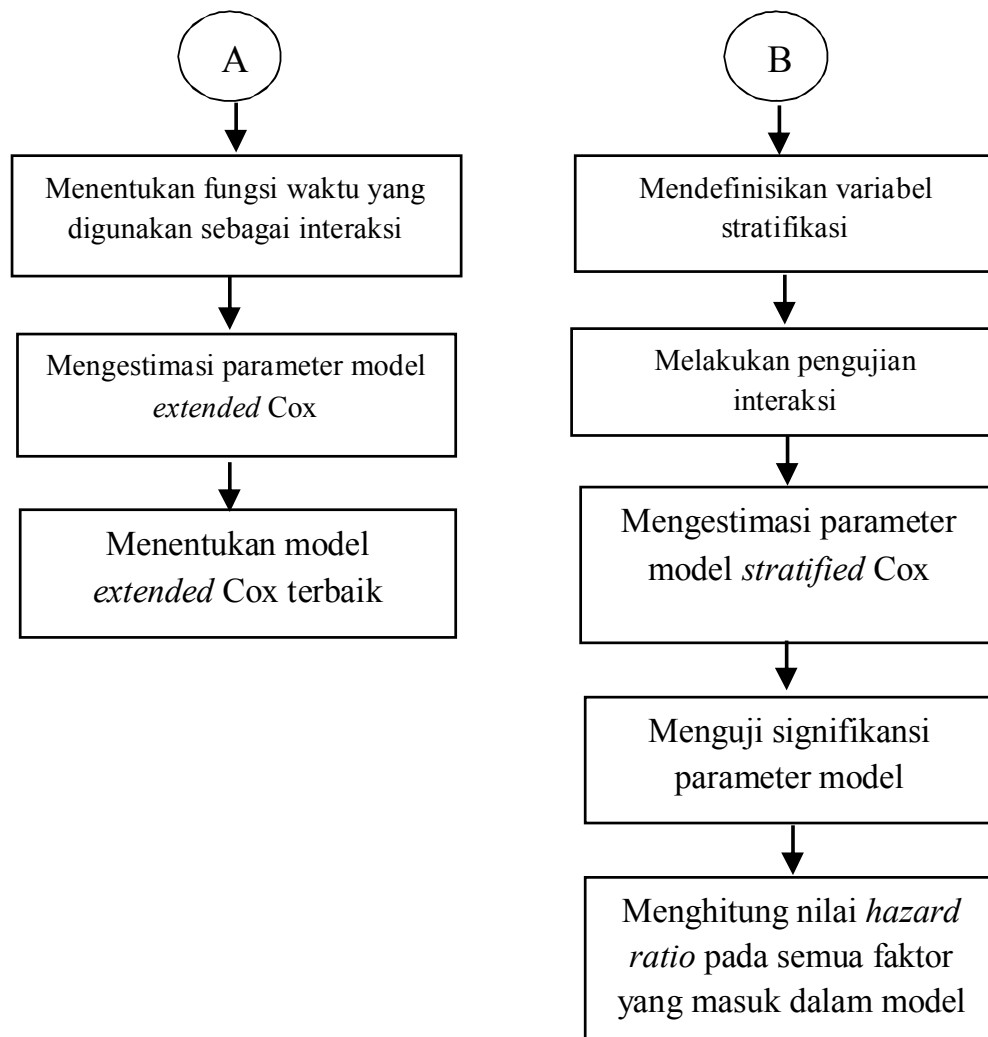 A
Menentukan fungsi waktu yang
digunakan sebagai interaksi
Mengestimasi parameter model
extended Cox
Menentukan model
extended Cox terbaik
B
Mendefinisikan variabel
stratifikasi
Melakukan pengujian
interaksi
Mengestimasi parameter
model stratified Cox
Menguji signifikansi
parameter model
Menghitung nilai hazard
ratio pada semua faktor
yang masuk dalam model